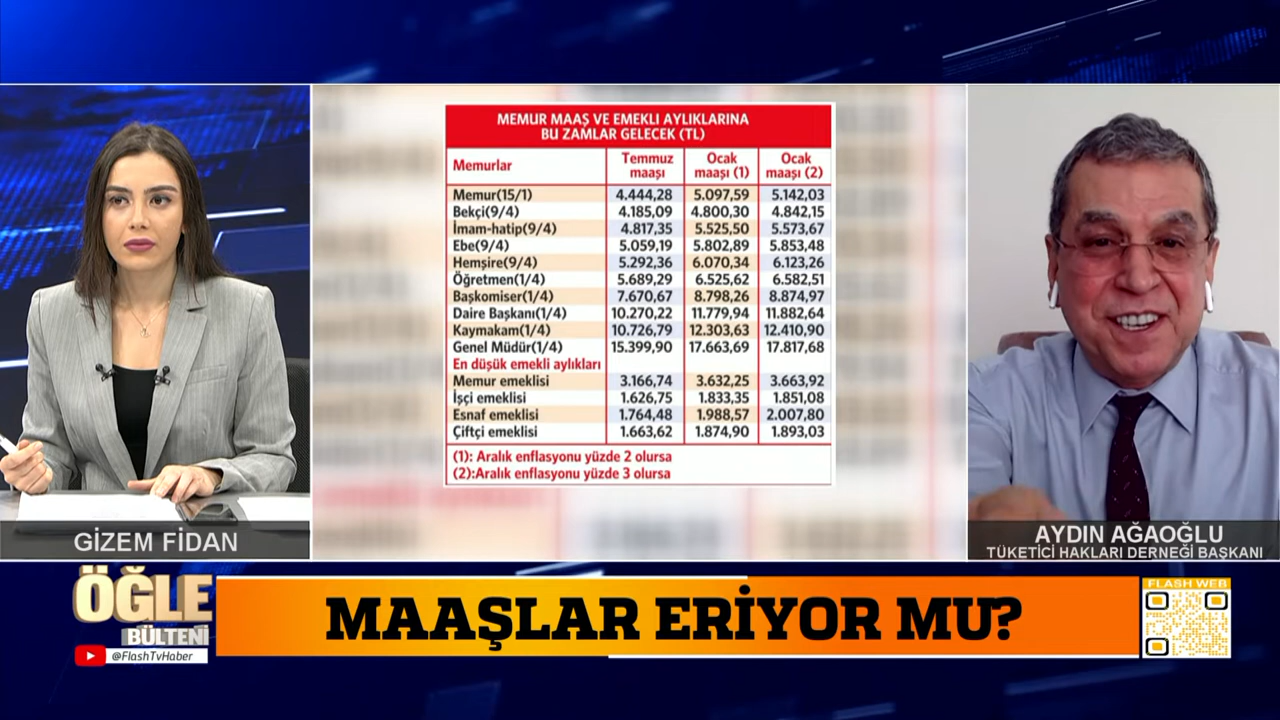 MEMUR MAAŞ VE EMEKLI AYLIKLARINA
BU ZAMLAR GELECEK (TL)
Memurlar Temmuz maaşı Ocak maaşı (1) Ocak maaşı (2)
Memur(15/1) 4.444,28 5.097,59 5.142,03
Bekçi(9/4) 4.185,09 4.800,30 4.842,15
İmam-hatip(9/4) 4.817,35 5.525,50 5.573,67
Ebe(9/4) 5.059,19 5.802,89 5.853,48
Hemşire(9/4) 5.292,36 6.070,34 6.123,26
Öğretmen(1/4) 5.689,29 6.525,62 6.582,51
Başkomiser(1/4) 7.670,67 8.798,26 8.874,97
Daire Başkanı(1/4) 10.270,22 11.779,94 11.882,64
Kaymakam(1/4) 10.726,79 12.303,63 12.410,90
Genel Müdür(1/4) 15.399,90 17.663,69 17.817,68
En düşük emekli aylıkları
Memur emeklisi 3.166,74 3.632,25 3.663,92
İşçi emeklisi 1.626,75 1.833,35 1.851,08
Esnaf emeklisi 1.764,48 1.988,57 2.007,80
Çiftçi emeklisi 1.663,62 1.874,90 1.893,03
(1): Aralık enflasyonu yüzde 2 olursa
(2):Aralık enflasyonu yüzde 3 olursa
GİZEM FİDAN
AYDIN AĞAOĞLU
TÜKETİCİ HAKLARI DERNEĞİ BAŞKANI
ÖĞLE
BÜLTENİ
@FlashTvHaber
MAAŞLAR ERİYOR MU?
FLASH WEB